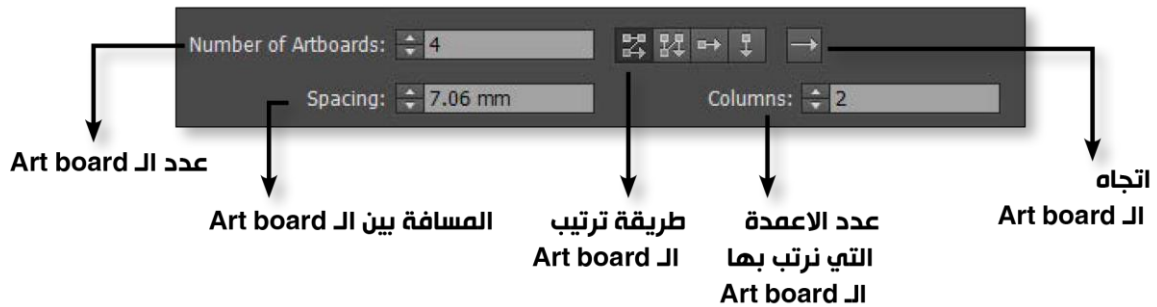 Number of Artboards: 4
Spacing: 7.06 mm
Columns: 2
عدد الـ Art board
المسافة بين الـ Art board
طريقة ترتيب
الـ Art board
عدد الاعمدة
التي نرتب بها
الـ Art board
اتجاه
الـ Art board